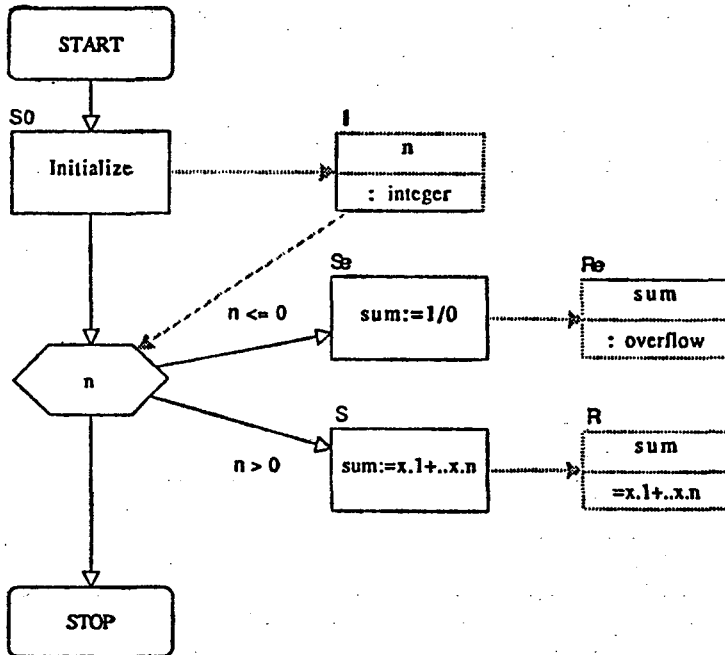 START
S0
I
Initialize
n
: integer
Se
Re
n <= 0
sum:=1/0
sum
: overflow
n
S
R
n > 0
sum:=x.1+..x.n
sum
=x.1+..x.n
STOP